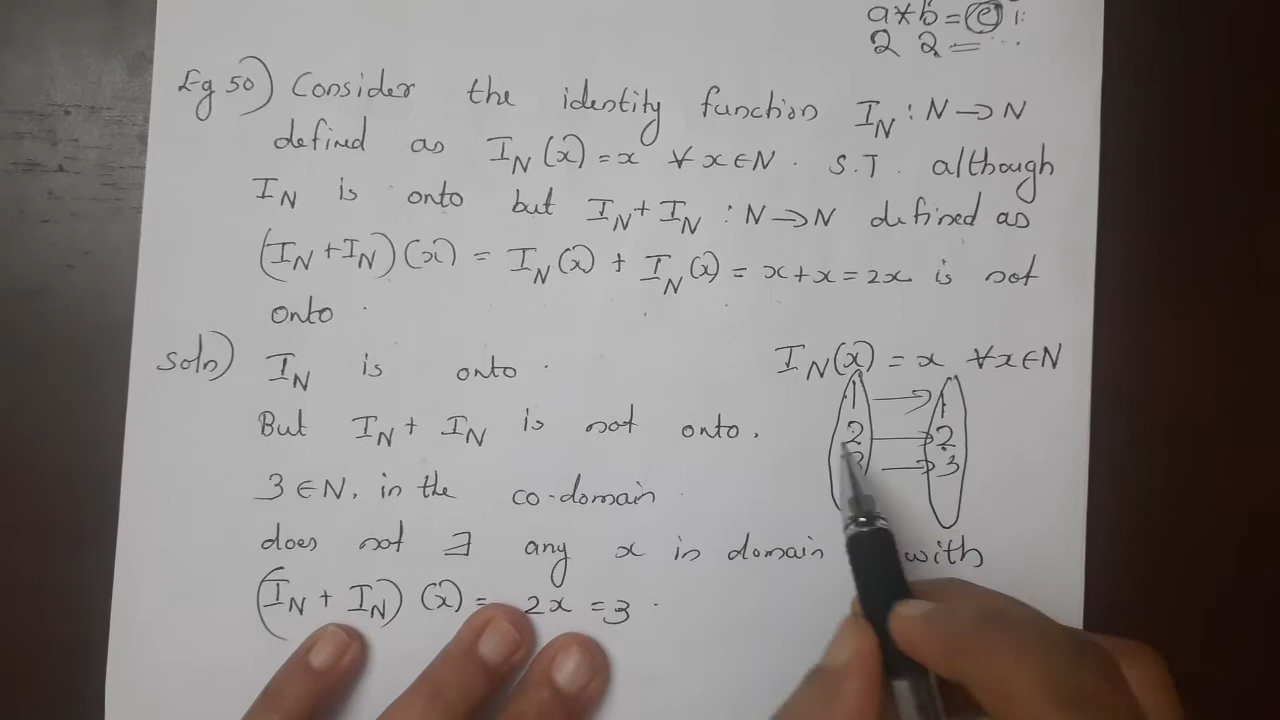 a*b = e i:
2 2 = ...
Eg 50) Consider the identity function I_N : N → N
defined as I_N(x) = x ∀ x ∈ N. S.T. although
I_N is onto but I_N + I_N : N → N defined as
(I_N + I_N)(x) = I_N(x) + I_N(x) = x + x = 2x is not
onto.
Soln) I_N is onto.
But I_N + I_N is not onto.
3 ∈ N, in the co-domain
does not ∃ any x in domain with
(I_N + I_N)(x) = 2x = 3.
I_N(x) = x ∀ x ∈ N
1 → 1
2 → 2
→ 3